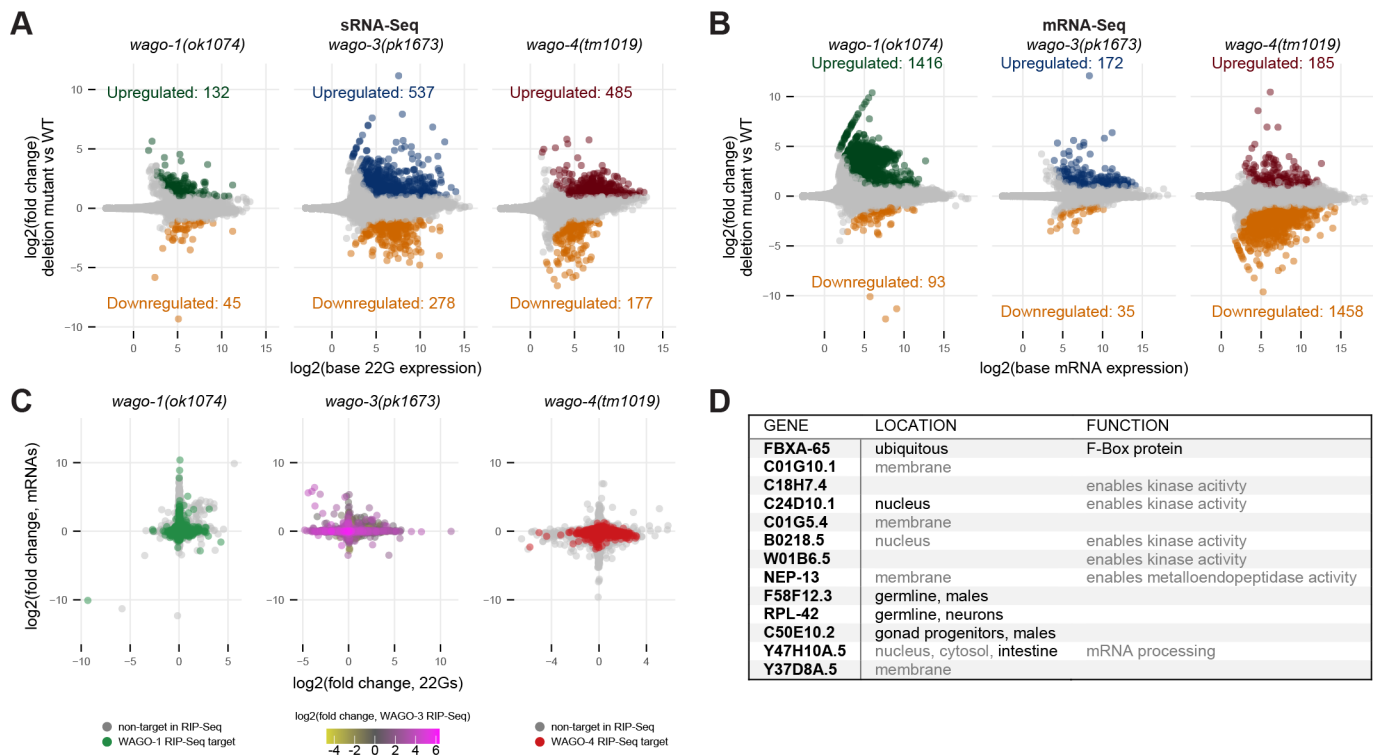 A
sRNA-Seq
wago-1(ok1074)
wago-3(pk1673)
wago-4(tm1019)
Upregulated: 132
Upregulated: 537
Upregulated: 485
log2(fold change)
deletion mutant vs WT
10
5
0
−5
−10
Downregulated: 45
Downregulated: 278
Downregulated: 177
0 5 10 15 0 5 10 15 0 5 10 15
log2(base 22G expression)
B
mRNA-Seq
wago-1(ok1074)
wago-3(pk1673)
wago-4(tm1019)
Upregulated: 1416
Upregulated: 172
Upregulated: 185
log2(fold change)
deletion mutant vs WT
10
5
0
−5
−10
Downregulated: 93
Downregulated: 35
Downregulated: 1458
0 5 10 15 0 5 10 15 0 5 10 15
log2(base mRNA expression)
C
wago-1(ok1074)
wago-3(pk1673)
wago-4(tm1019)
log2(fold change, mRNAs)
10
0
−10
10
0
−10
10
0
−10
−10 −5 0 5
−5 0 5 10
−4 0 4
log2(fold change, 22Gs)
non-target in RIP-Seq
WAGO-1 RIP-Seq target
log2(fold change, WAGO-3 RIP-Seq)
-4 -2 0 2 4 6
non-target in RIP-Seq
WAGO-4 RIP-Seq target
D
GENE LOCATION FUNCTION
FBXA-65 ubiquitous F-Box protein
C01G10.1 membrane
C18H7.4 enables kinase acitivty
C24D10.1 nucleus enables kinase acitivty
C01G5.4 membrane
B0218.5 nucleus enables kinase activity
W01B6.5 enables kinase activity
NEP-13 membrane enables metalloendopeptidase activity
F58F12.3 germline, males
RPL-42 germline, neurons
C50E10.2 gonad progenitors, males
Y47H10A.5 nucleus, cytosol, intestine mRNA processing
Y37D8A.5 membrane